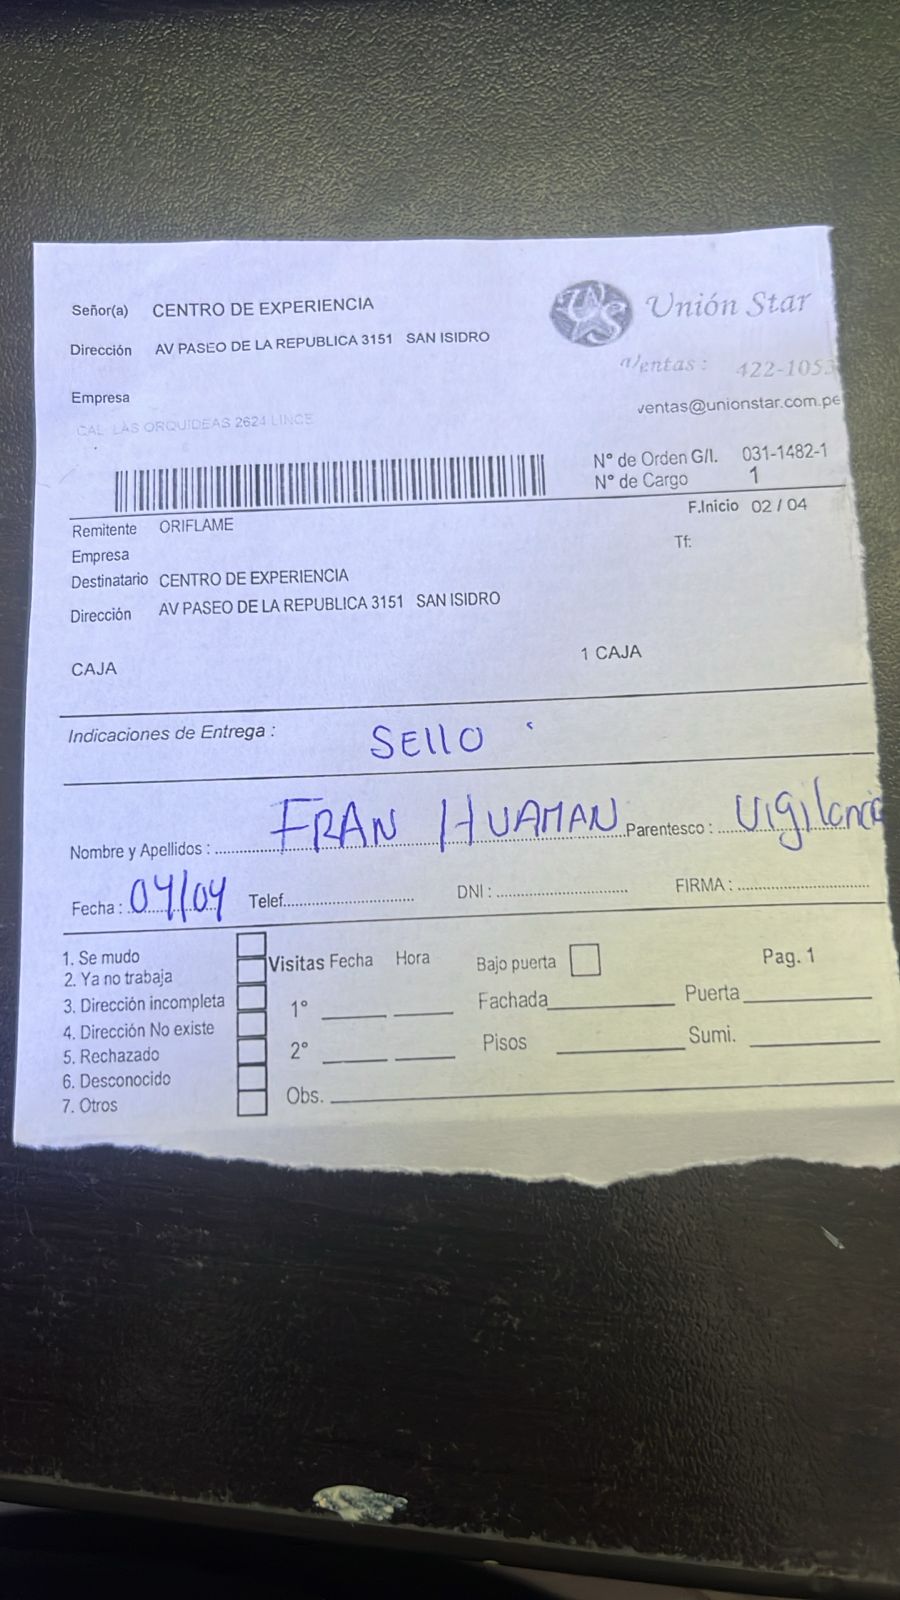 Señor(a) CENTRO DE EXPERIENCIA
Unión Star
Dirección AV PASEO DE LA REPUBLICA 3151 SAN ISIDRO
Ventas : 422-1053
Empresa
ventas@unionstar.com.pe
CAL LAS ORQUIDEAS 2624 LINCE
N° de Orden G/I. 031-1482-1
N° de Cargo 1
F.Inicio 02 / 04
Remitente ORIFLAME
Empresa
Tf:
Destinatario CENTRO DE EXPERIENCIA
Dirección AV PASEO DE LA REPUBLICA 3151 SAN ISIDRO
CAJA 1 CAJA
Indicaciones de Entrega : SELLO
Nombre y Apellidos : FRAN HUAMAN Parentesco : Vigilancia
Fecha : 04/04 Telef. DNI : FIRMA :
1. Se mudo
2. Ya no trabaja
3. Dirección incompleta
4. Dirección No existe
5. Rechazado
6. Desconocido
7. Otros
Visitas Fecha Hora Bajo puerta Pag. 1
1° Fachada Puerta
2° Pisos Sumi.
Obs.